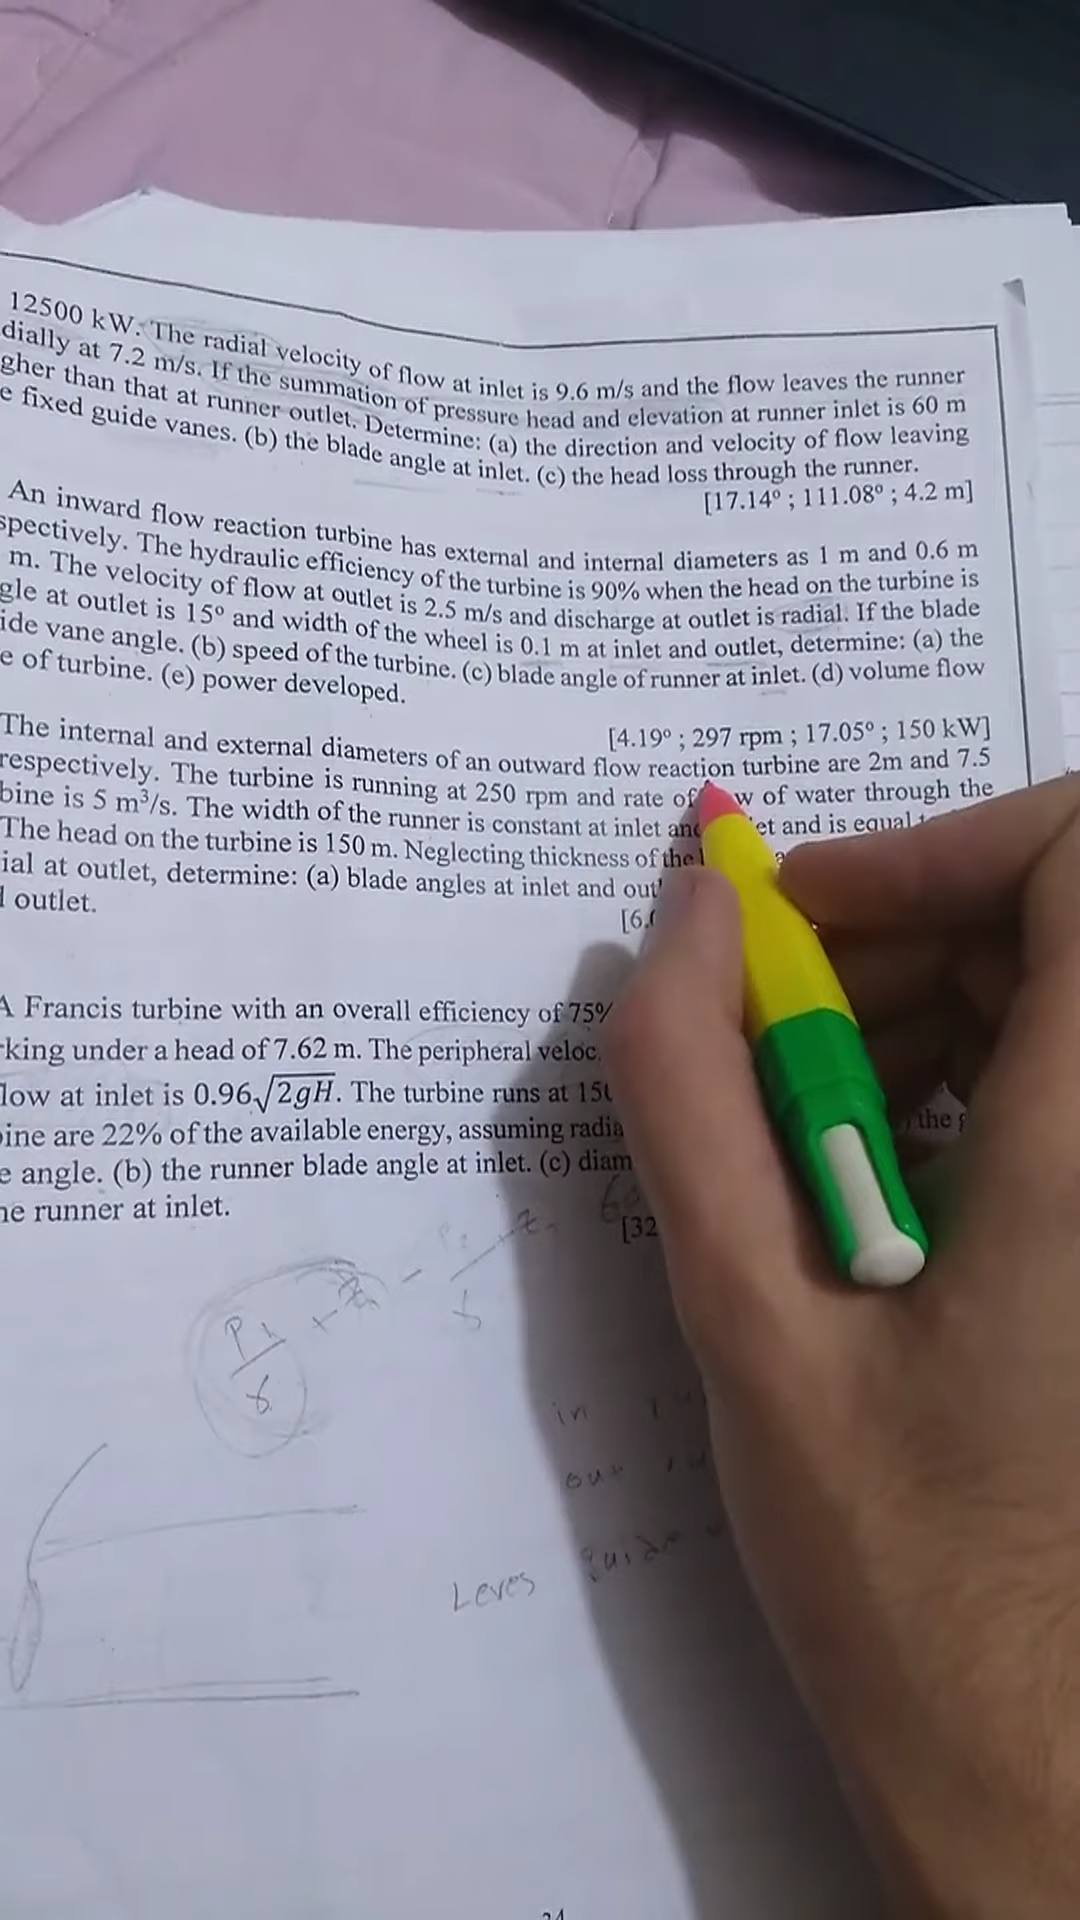 12500 kW. The radial velocity of flow at inlet is 9.6 m/s and the flow leaves the runner
dially at 7.2 m/s. If the summation of pressure head and elevation at runner inlet is 60 m
gher than that at runner outlet. Determine: (a) the direction and velocity of flow leaving
e fixed guide vanes. (b) the blade angle at inlet. (c) the head loss through the runner.
[17.14º ; 111.08º ; 4.2 m]
An inward flow reaction turbine has external and internal diameters as 1 m and 0.6 m
spectively. The hydraulic efficiency of the turbine is 90% when the head on the turbine is
m. The velocity of flow at outlet is 2.5 m/s and discharge at outlet is radial. If the blade
gle at outlet is 15º and width of the wheel is 0.1 m at inlet and outlet, determine: (a) the
ide vane angle. (b) speed of the turbine. (c) blade angle of runner at inlet. (d) volume flow
e of turbine. (e) power developed.
[4.19º ; 297 rpm ; 17.05º ; 150 kW]
The internal and external diameters of an outward flow reaction turbine are 2m and 7.5
respectively. The turbine is running at 250 rpm and rate of w of water through the
bine is 5 m³/s. The width of the runner is constant at inlet and et and is equal
The head on the turbine is 150 m. Neglecting thickness of the
ial at outlet, determine: (a) blade angles at inlet and out
l outlet.
[6.
A Francis turbine with an overall efficiency of 75%
rking under a head of 7.62 m. The peripheral veloc
low at inlet is 0.96√2gH. The turbine runs at 15
bine are 22% of the available energy, assuming radia
the g
e angle. (b) the runner blade angle at inlet. (c) diam
he runner at inlet.
[32
P1
in
out
Leves guide